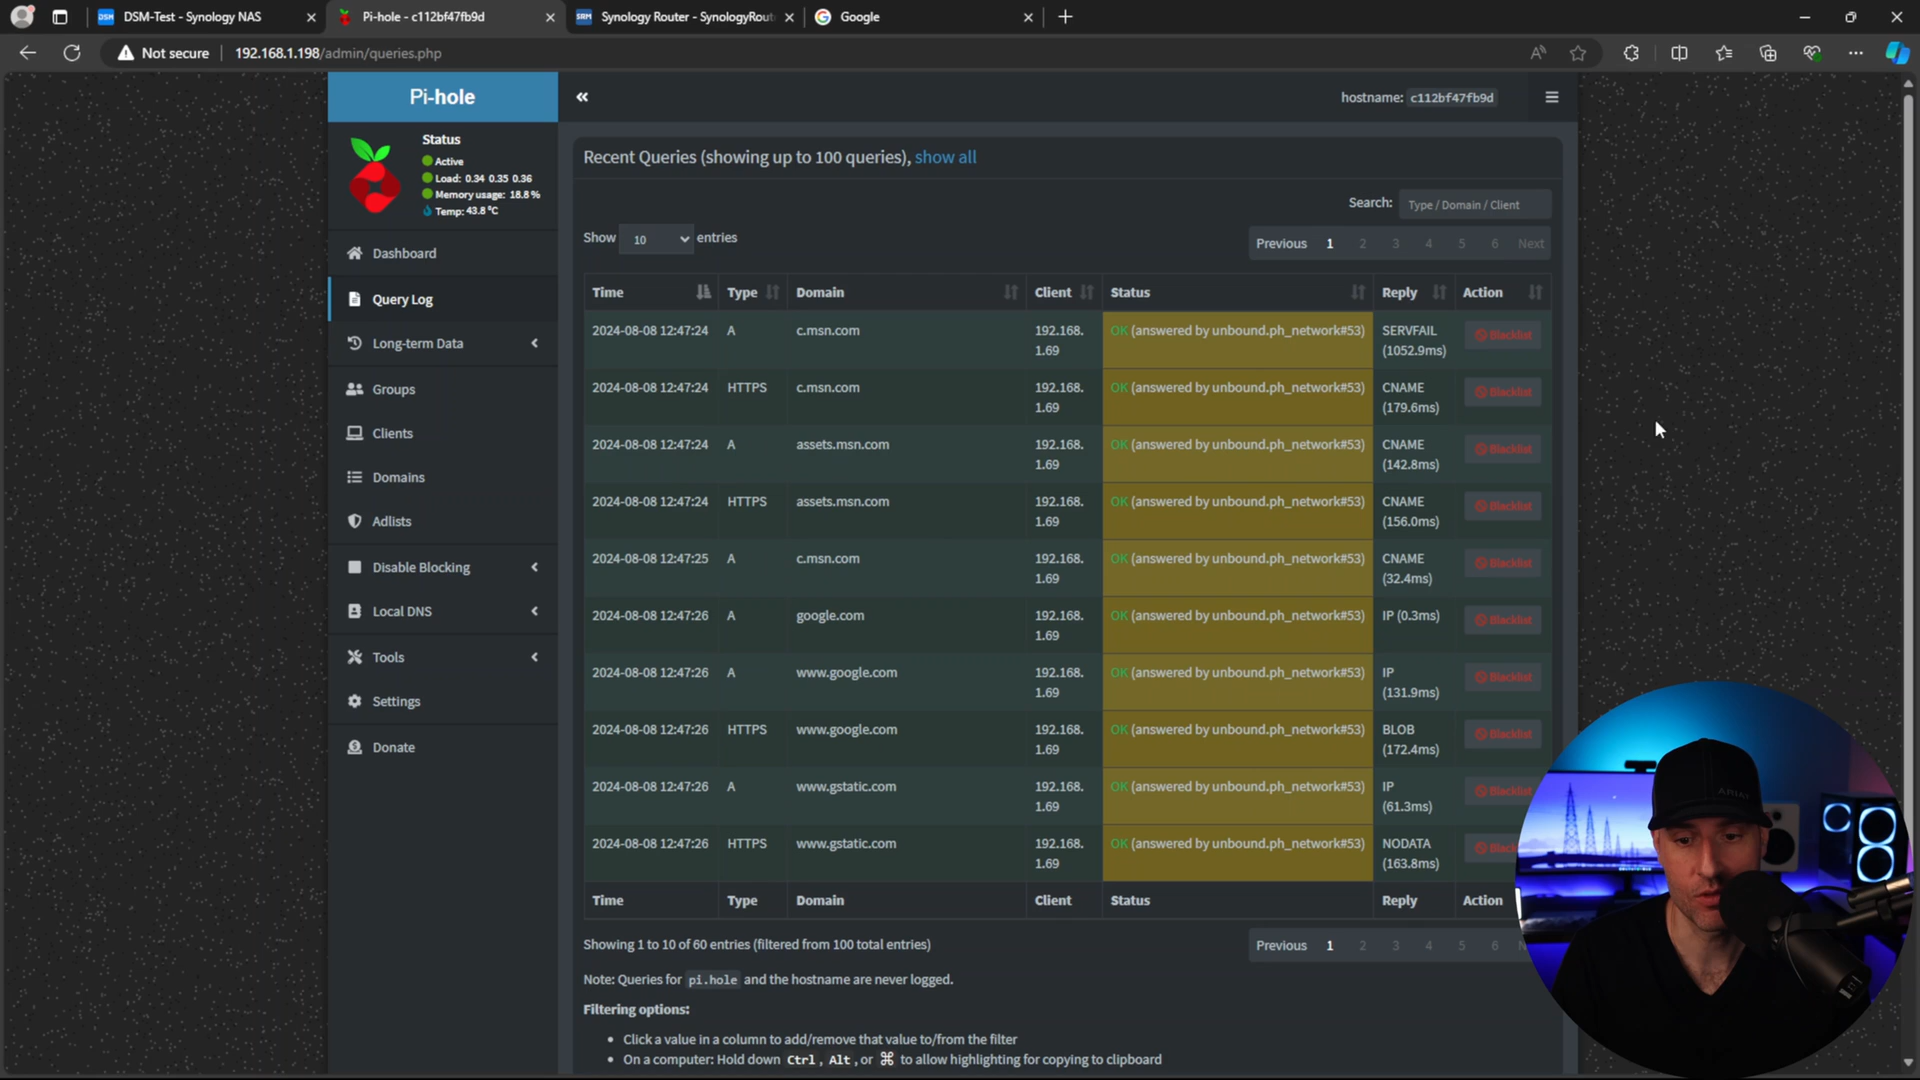 DSM-Test - Synology NAS
Pi-hole - c112bf47fb9d
SRM
Synology Router - SynologyRout
Google
Not secure
192.168.1.198/admin/queries.php
Pi-hole
hostname: c112bf47fb9d
Status
Active
Load: 0.34 0.35 0.36
Memory usage: 18.8 %
Temp: 43.8 °C
Dashboard
Query Log
Long-term Data
Groups
Clients
Domains
Adlists
Disable Blocking
Local DNS
Tools
Settings
Donate
Recent Queries (showing up to 100 queries), show all
Search: Type / Domain / Client
Show 10 entries
Previous 1 2 3 4 5 6 Next
Time Type Domain Client Status Reply Action
2024-08-08 12:47:24 A c.msn.com 192.168. OK (answered by unbound.ph_network#53) SERVFAIL Blacklist
1.69 (1052.9ms)
2024-08-08 12:47:24 HTTPS c.msn.com 192.168. OK (answered by unbound.ph_network#53) CNAME Blacklist
1.69 (179.6ms)
2024-08-08 12:47:24 A assets.msn.com 192.168. OK (answered by unbound.ph_network#53) CNAME Blacklist
1.69 (142.8ms)
2024-08-08 12:47:24 HTTPS assets.msn.com 192.168. OK (answered by unbound.ph_network#53) CNAME Blacklist
1.69 (156.0ms)
2024-08-08 12:47:25 A c.msn.com 192.168. OK (answered by unbound.ph_network#53) CNAME Blacklist
1.69 (32.4ms)
2024-08-08 12:47:26 A google.com 192.168. OK (answered by unbound.ph_network#53) IP (0.3ms) Blacklist
1.69
2024-08-08 12:47:26 A www.google.com 192.168. OK (answered by unbound.ph_network#53) IP Blacklist
1.69 (131.9ms)
2024-08-08 12:47:26 HTTPS www.google.com 192.168. OK (answered by unbound.ph_network#53) BLOB Blacklist
1.69 (172.4ms)
2024-08-08 12:47:26 A www.gstatic.com 192.168. OK (answered by unbound.ph_network#53) IP Blacklist
1.69 (61.3ms)
2024-08-08 12:47:26 HTTPS www.gstatic.com 192.168. OK (answered by unbound.ph_network#53) NODATA Blackl
1.69 (163.8ms)
Time Type Domain Client Status Reply Action
Showing 1 to 10 of 60 entries (filtered from 100 total entries)
Previous 1 2 3 4 5 6 N
Note: Queries for pi.hole and the hostname are never logged.
Filtering options:
• Click a value in a column to add/remove that value to/from the filter
• On a computer: Hold down Ctrl, Alt, or ⌘ to allow highlighting for copying to clipboard